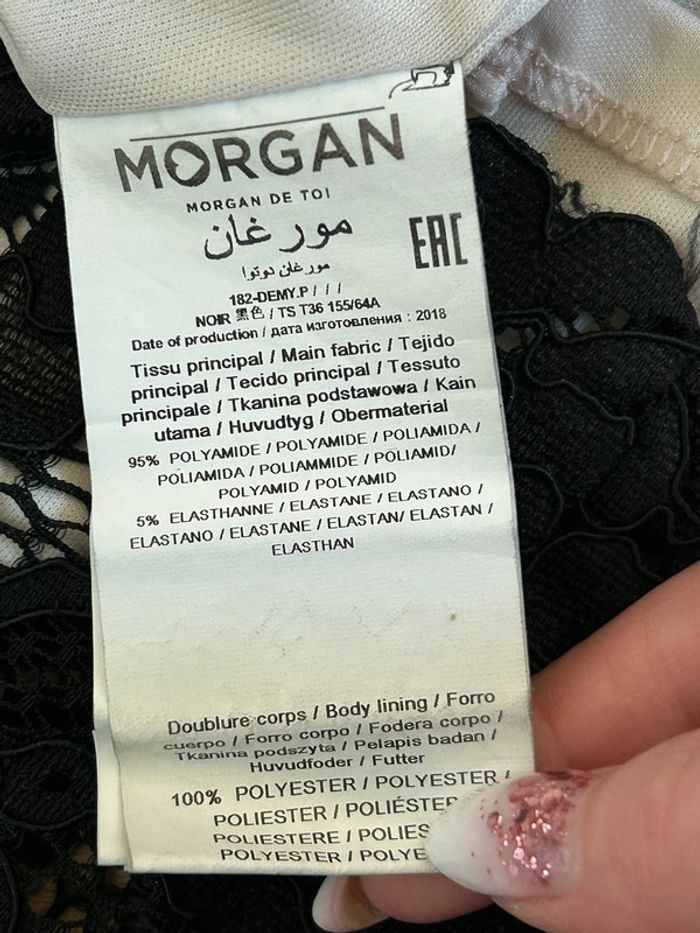 MORGAN
MORGAN DE TOI
مورغان
مورغان دوتوا
EAC
182-DEMY.P / / /
NOIR 黑色 / TS T36 155/64A
Date of production / дата изготовления : 2018
Tissu principal / Main fabric / Tejido
principal / Tecido principal / Tessuto
principale / Tkanina podstawowa / Kain
utama / Huvudtyg / Obermaterial
95% POLYAMIDE / POLYAMIDE / POLIAMIDA /
POLIAMIDA / POLIAMMIDE / POLIAMID/
POLYAMID / POLYAMID
5% ELASTHANNE / ELASTANE / ELASTANO /
ELASTANO / ELASTANE / ELASTAN/ ELASTAN /
ELASTHAN
Doublure corps / Body lining / Forro
cuerpo / Forro corpo / Fodera corpo /
Tkanina podszyta / Pelapis badan /
Huvudfoder / Futter
100% POLYESTER / POLYESTER /
POLIESTER / POLIÉSTER
POLIESTERE / POLIES
POLYESTER / POLYE